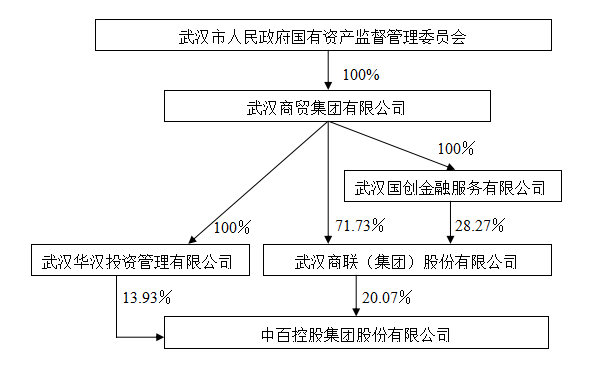 武汉市人民政府国有资产监督管理委员会
100%
武汉商贸集团有限公司
100%
武汉国创金融服务有限公司
100%
71.73%
28.27%
武汉华汉投资管理有限公司
武汉商联（集团）股份有限公司
13.93%
20.07%
中百控股集团股份有限公司